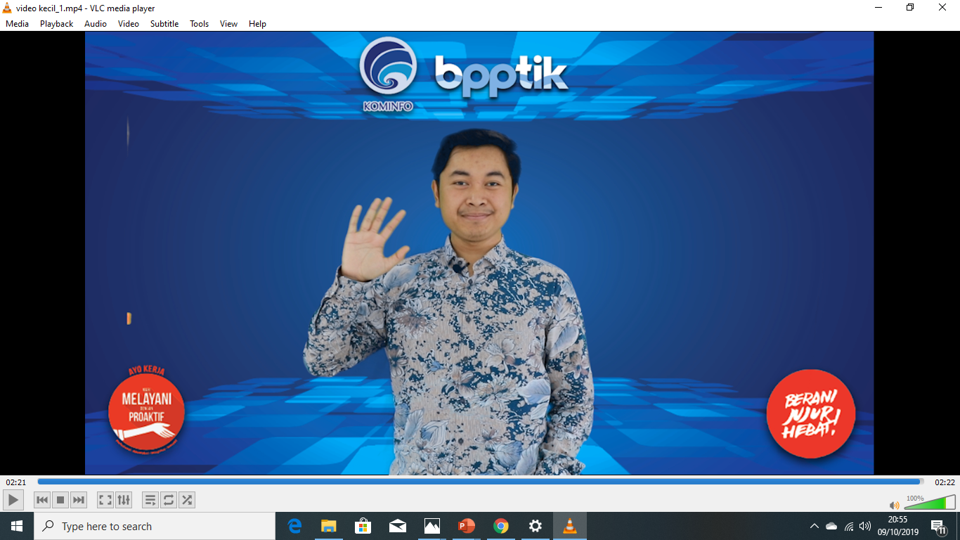 video kecil_1.mp4 - VLC media player
Media Playback Audio Video Subtitle Tools View Help
KOMINFO
bpptik
AYO KERJA
MELAYANI
DENGAN
PROAKTIF
BERANI
JUJUR
HEBAT!
02:21
02:22
100%
Type here to search
20:55
09/10/2019
11